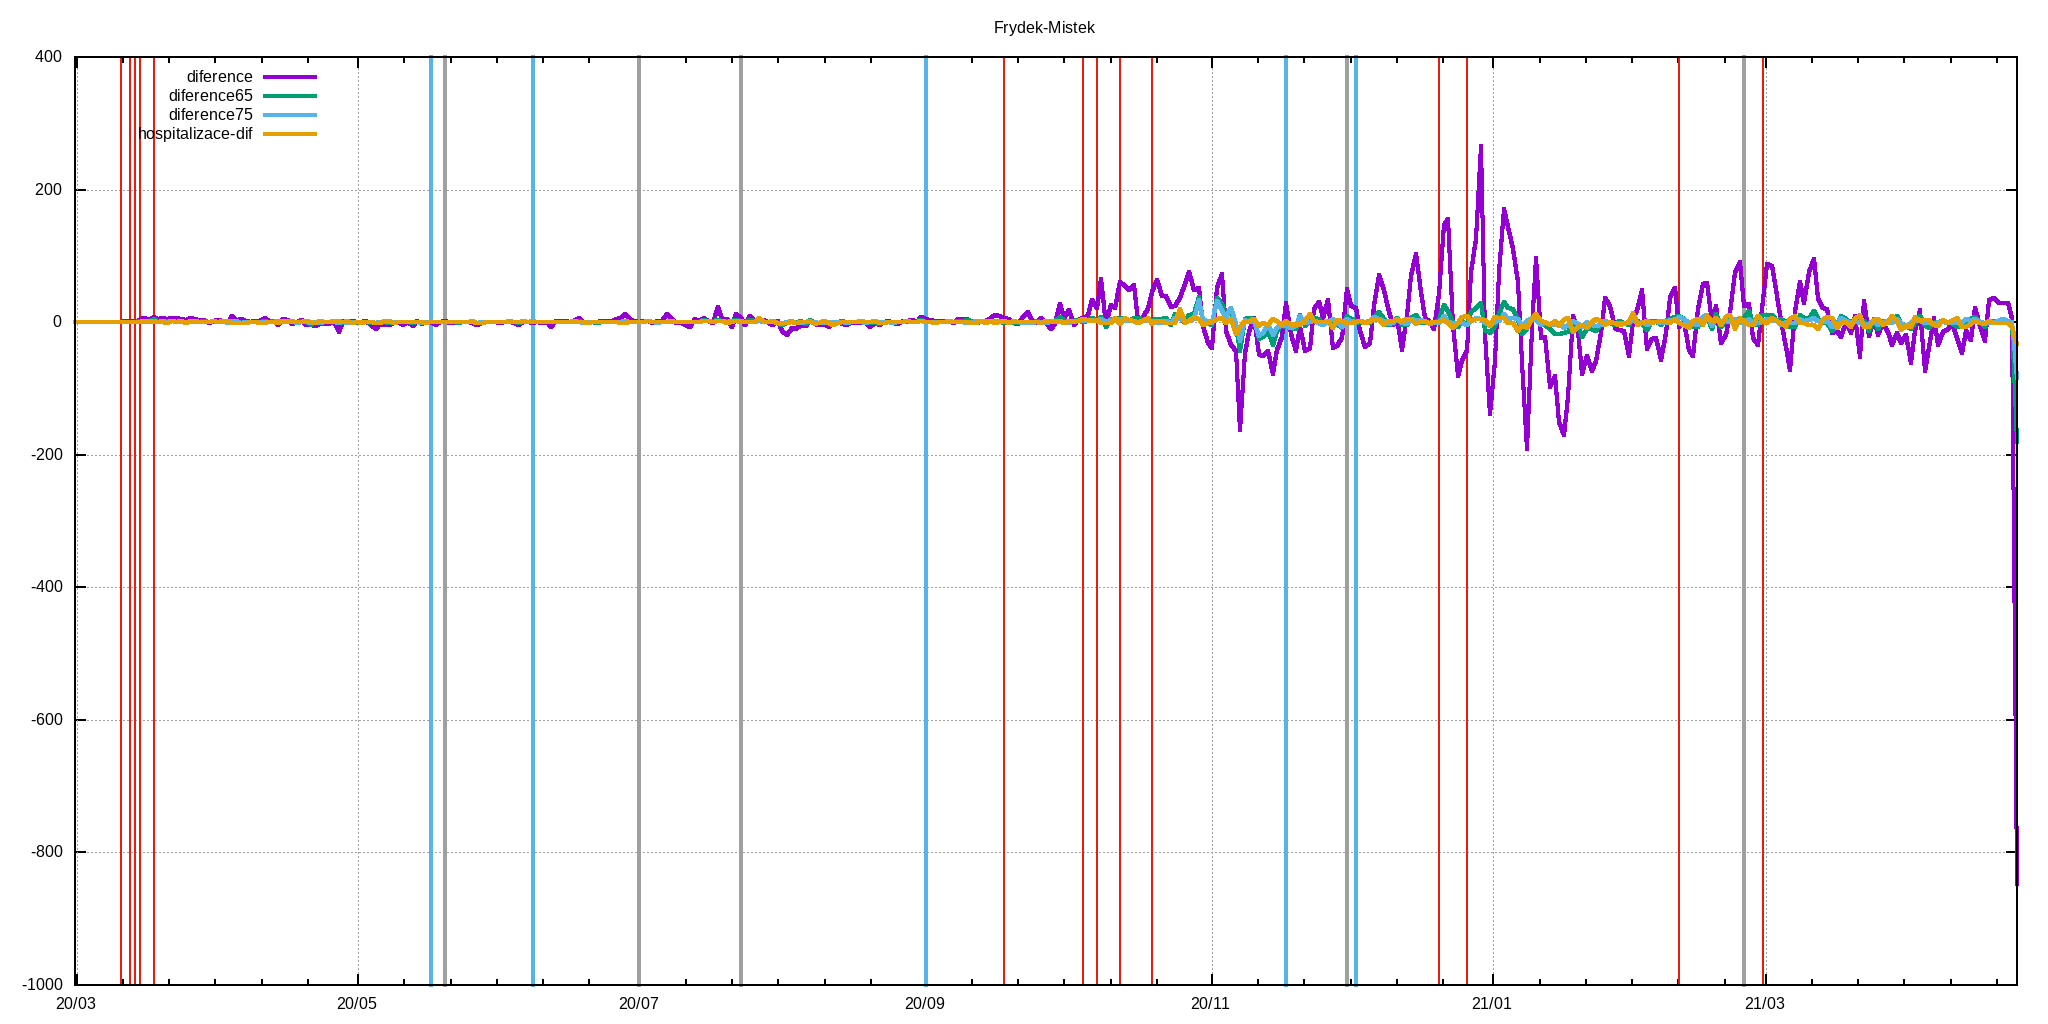 Frydek-Mistek
400
diference
diference65
diference75
hospitalizace-dif
200
0
-200
-400
-600
-800
-1000
20/03 20/05 20/07 20/09 20/11 21/01 21/03